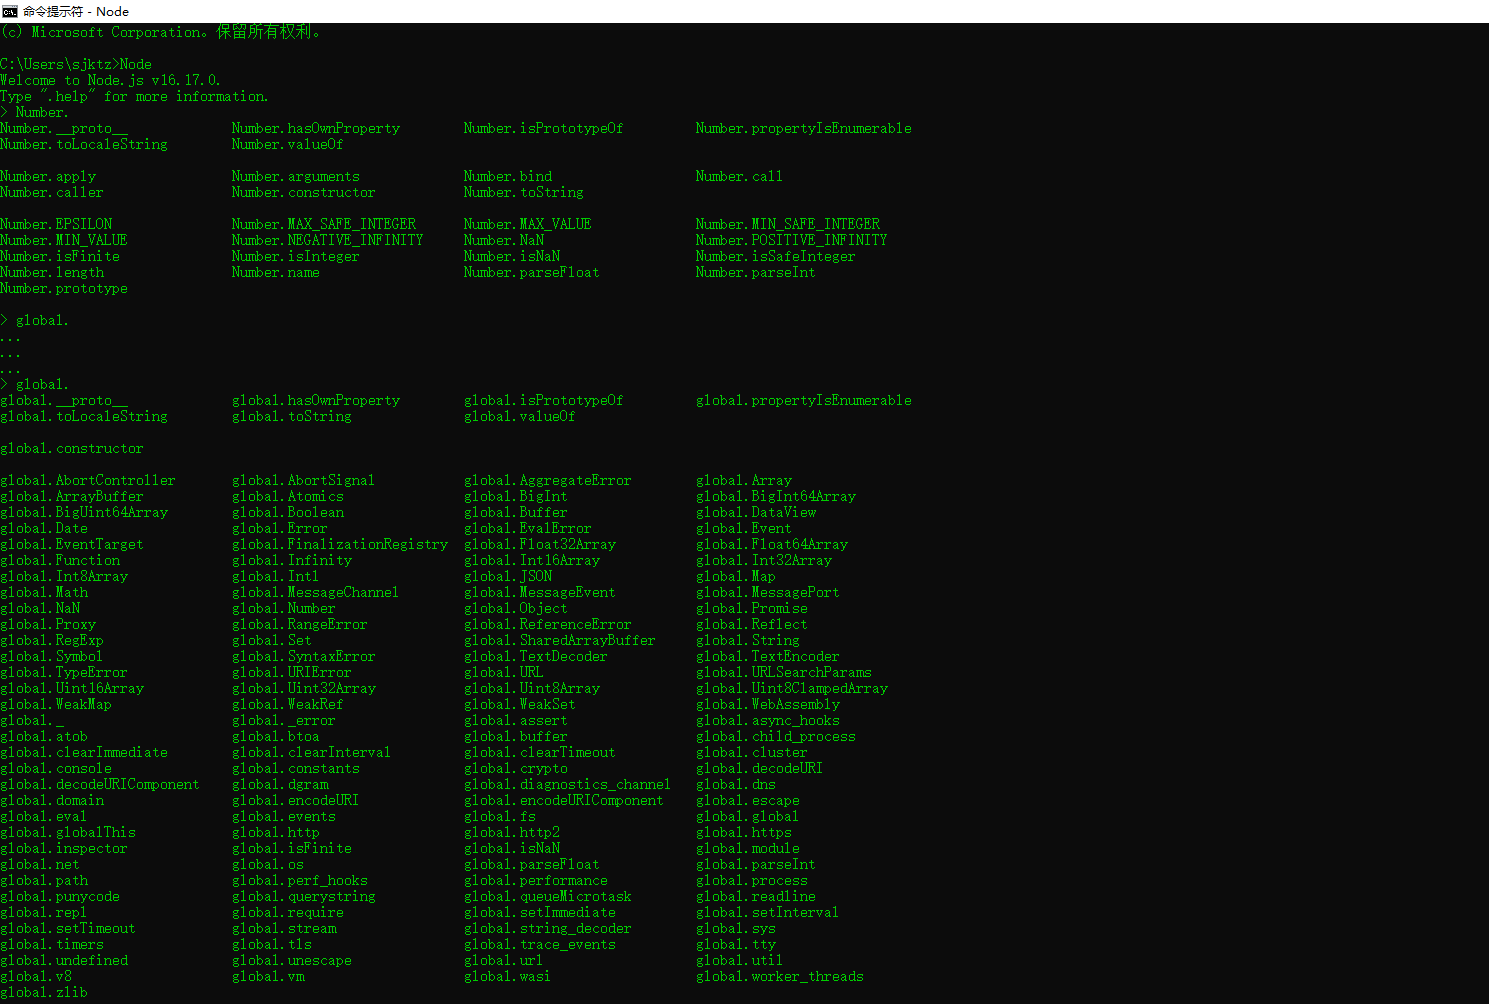 命令提示符 - Node
(c) Microsoft Corporation。保留所有权利。
C:\Users\sjktz>Node
Welcome to Node.js v16.17.0.
Type ".help" for more information.
> Number.
Number.__proto__ Number.hasOwnProperty Number.isPrototypeOf Number.propertyIsEnumerable
Number.toLocaleString Number.valueOf
Number.apply Number.arguments Number.bind Number.call
Number.caller Number.constructor Number.toString
Number.EPSILON Number.MAX_SAFE_INTEGER Number.MAX_VALUE Number.MIN_SAFE_INTEGER
Number.MIN_VALUE Number.NEGATIVE_INFINITY Number.NaN Number.POSITIVE_INFINITY
Number.isFinite Number.isInteger Number.isNaN Number.isSafeInteger
Number.length Number.name Number.parseFloat Number.parseInt
Number.prototype
> global.
...
...
...
> global.
global.__proto__ global.hasOwnProperty global.isPrototypeOf global.propertyIsEnumerable
global.toLocaleString global.toString global.valueOf
global.constructor
global.AbortController global.AbortSignal global.AggregateError global.Array
global.ArrayBuffer global.Atomics global.BigInt global.BigInt64Array
global.BigUint64Array global.Boolean global.Buffer global.DataView
global.Date global.Error global.EvalError global.Event
global.EventTarget global.FinalizationRegistry global.Float32Array global.Float64Array
global.Function global.Infinity global.Int16Array global.Int32Array
global.Int8Array global.Intl global.JSON global.Map
global.Math global.MessageChannel global.MessageEvent global.MessagePort
global.NaN global.Number global.Object global.Promise
global.Proxy global.RangeError global.ReferenceError global.Reflect
global.RegExp global.Set global.SharedArrayBuffer global.String
global.Symbol global.SyntaxError global.TextDecoder global.TextEncoder
global.TypeError global.URIError global.URL global.URLSearchParams
global.Uint16Array global.Uint32Array global.Uint8Array global.Uint8ClampedArray
global.WeakMap global.WeakRef global.WeakSet global.WebAssembly
global._ global._error global.assert global.async_hooks
global.atob global.btoa global.buffer global.child_process
global.clearImmediate global.clearInterval global.clearTimeout global.cluster
global.console global.constants global.crypto global.decodeURI
global.decodeURIComponent global.dgram global.diagnostics_channel global.dns
global.domain global.encodeURI global.encodeURIComponent global.escape
global.eval global.events global.fs global.global
global.globalThis global.http global.http2 global.https
global.inspector global.isFinite global.isNaN global.module
global.net global.os global.parseFloat global.parseInt
global.path global.perf_hooks global.performance global.process
global.punycode global.querystring global.queueMicrotask global.readline
global.repl global.require global.setImmediate global.setInterval
global.setTimeout global.stream global.string_decoder global.sys
global.timers global.tls global.trace_events global.tty
global.undefined global.unescape global.url global.util
global.v8 global.vm global.wasi global.worker_threads
global.zlib